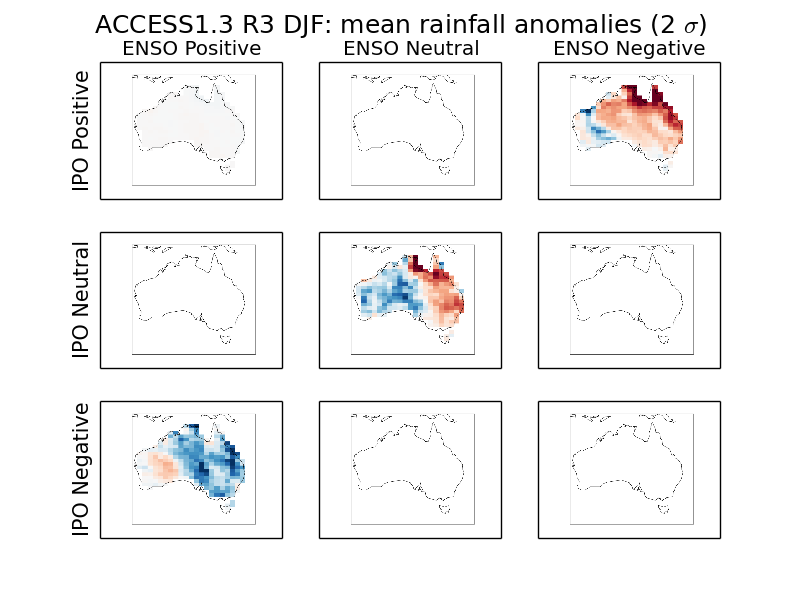 ACCESS1.3 R3 DJF: mean rainfall anomalies (2 σ)
ENSO Positive ENSO Neutral ENSO Negative
IPO Positive
IPO Neutral
IPO Negative